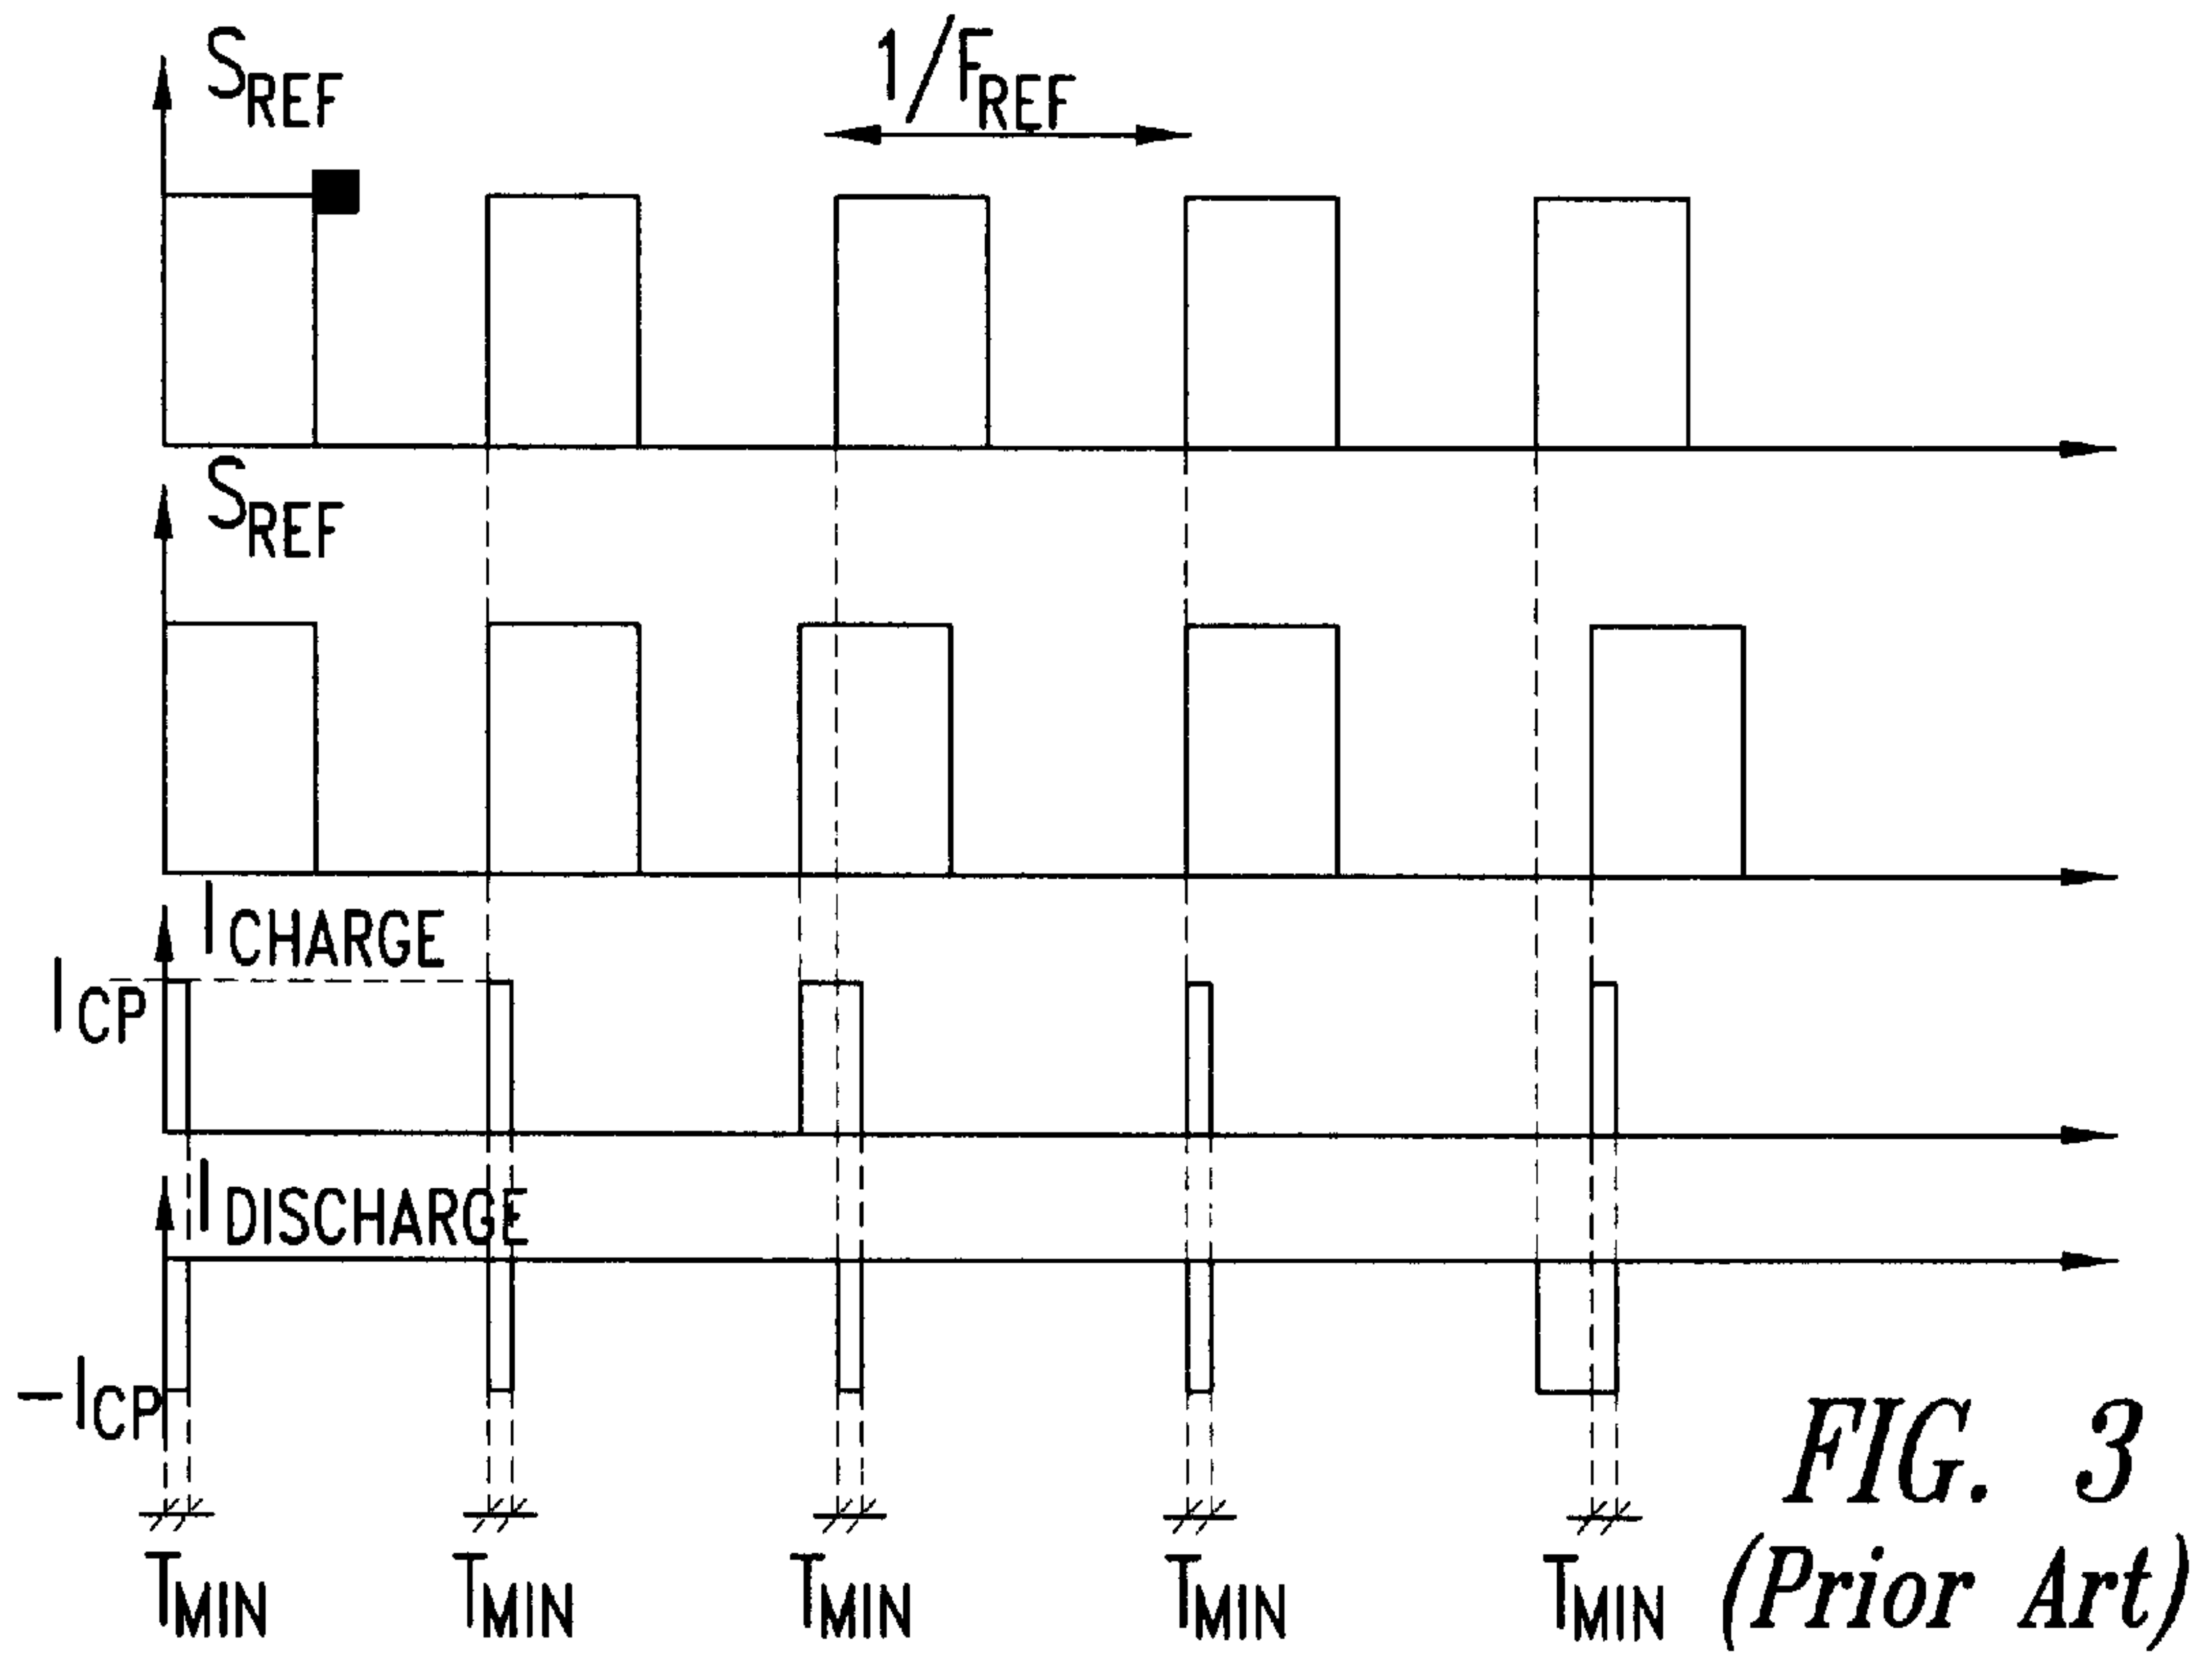 S_REF
1/F_REF
S_REF
I_CHARGE
I_CP
I_DISCHARGE
-I_CP
T_MIN T_MIN T_MIN T_MIN T_MIN
FIG. 3
(Prior Art)